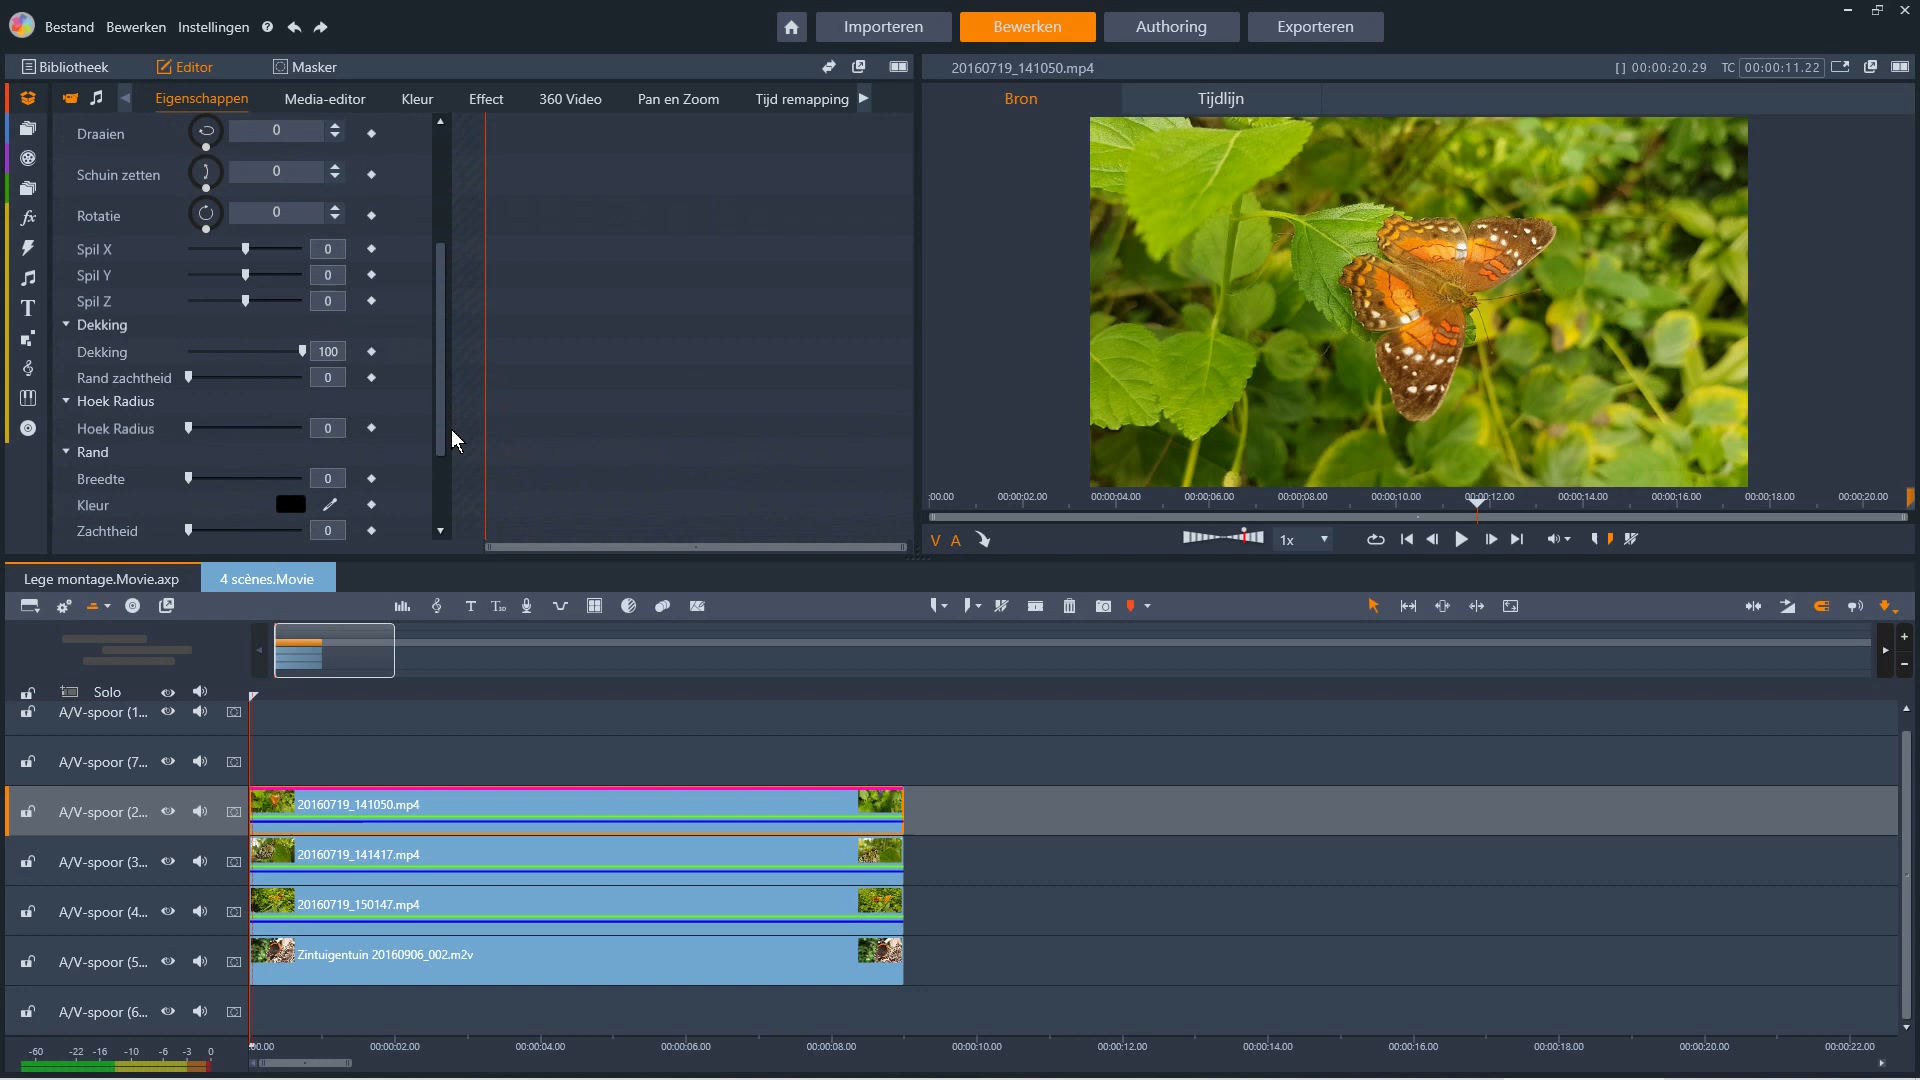 Bestand Bewerken Instellingen
Importeren Bewerken Authoring Exporteren
Bibliotheek Editor Masker
20160719_141050.mp4
[] 00:00:20.29 TC 00:00:11.22
Eigenschappen Media-editor Kleur Effect 360 Video Pan en Zoom Tijd remapping
Bron Tijdlijn
Draaien 0
Schuin zetten 0
Rotatie 0
Spil X 0
Spil Y 0
Spil Z 0
Dekking
Dekking 100
Rand zachtheid 0
Hoek Radius
Hoek Radius 0
Rand
Breedte 0
Kleur
Zachtheid 0
:00.00 00:00:02.00 00:00:04.00 00:00:06.00 00:00:08.00 00:00:10.00 00:00:12.00 00:00:14.00 00:00:16.00 00:00:18.00 00:00:20.00
V A 1x
Lege montage.Movie.axp 4 scènes.Movie
Solo
A/V-spoor (1...
A/V-spoor (7...
A/V-spoor (2... 20160719_141050.mp4
A/V-spoor (3... 20160719_141417.mp4
A/V-spoor (4... 20160719_150147.mp4
A/V-spoor (5... Zintuigentuin 20160906_002.m2v
A/V-spoor (6...
-60 -22 -16 -10 -6 -3 0
00.00 00:00:02.00 00:00:04.00 00:00:06.00 00:00:08.00 00:00:10.00 00:00:12.00 00:00:14.00 00:00:16.00 00:00:18.00 00:00:20.00 00:00:22.00